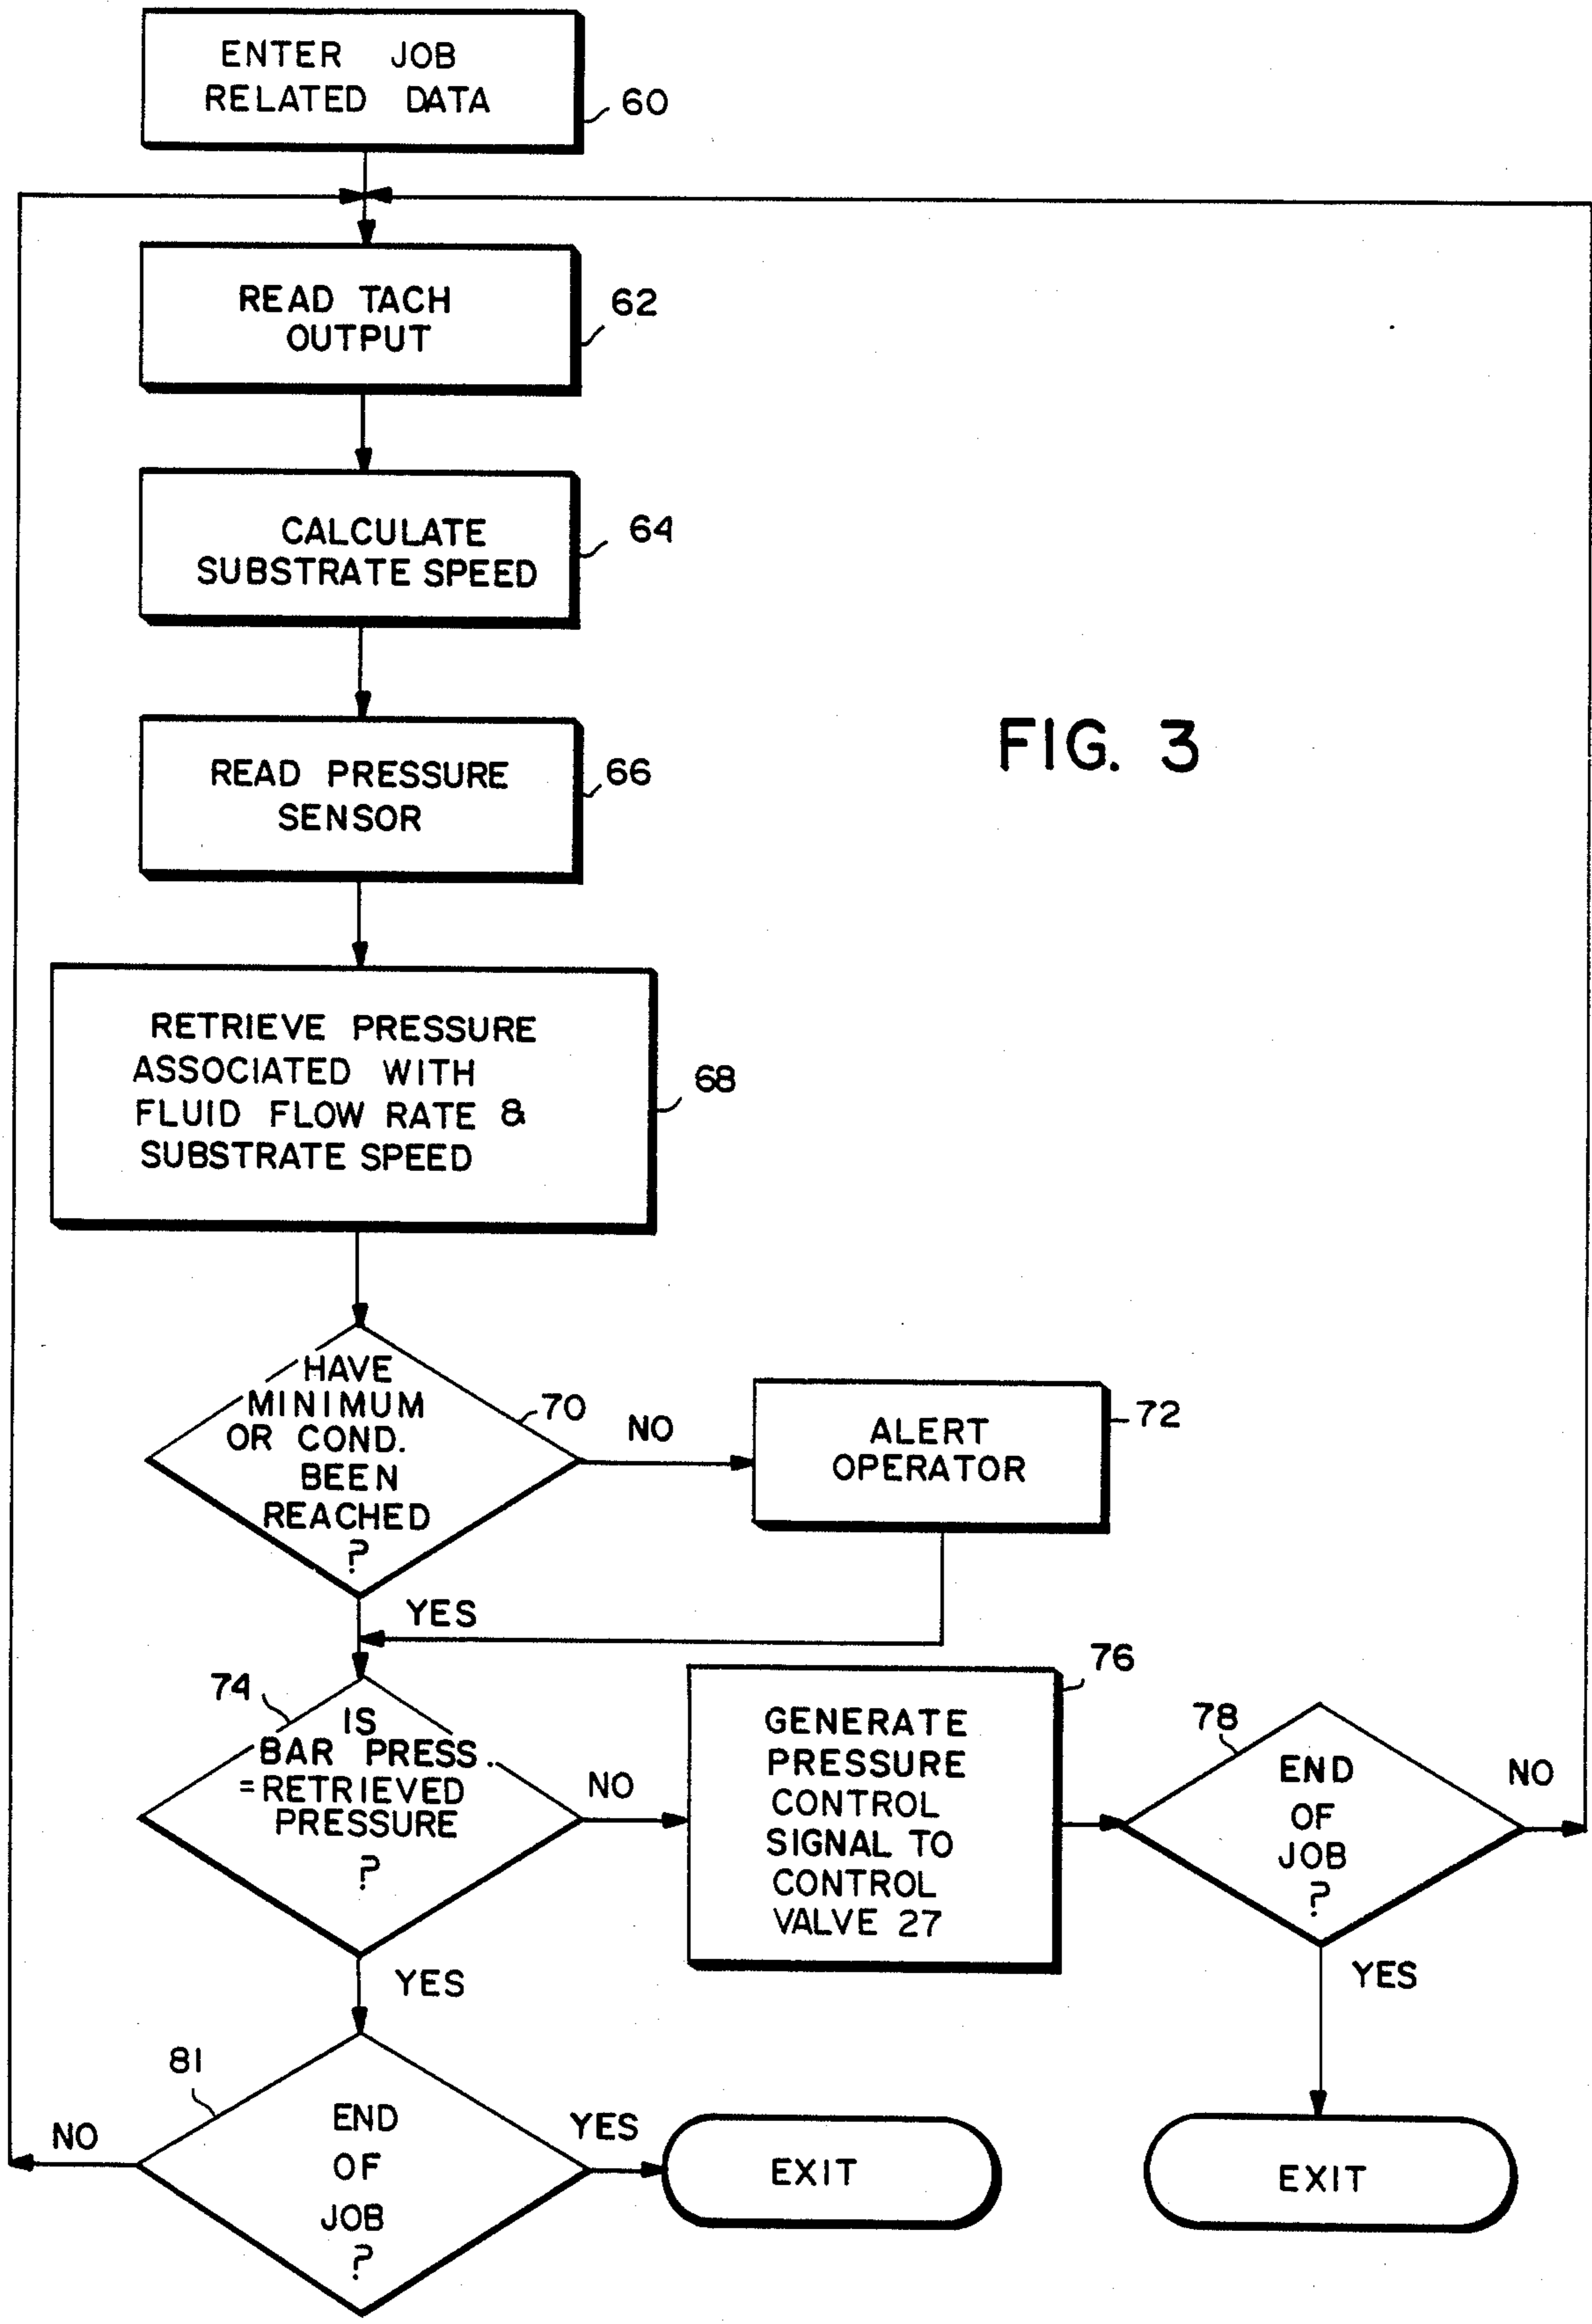 ENTER JOB
RELATED DATA
60
READ TACH
OUTPUT
62
CALCULATE
SUBSTRATE SPEED
64
READ PRESSURE
SENSOR
66
FIG. 3
RETRIEVE PRESSURE
ASSOCIATED WITH
FLUID FLOW RATE &
SUBSTRATE SPEED
68
HAVE
MINIMUM
OR COND.
BEEN
REACHED
?
70
NO
ALERT
OPERATOR
72
YES
74
IS
BAR PRESS.
=RETRIEVED
PRESSURE
?
NO
76
GENERATE
PRESSURE
CONTROL
SIGNAL TO
CONTROL
VALVE 27
78
END
OF
JOB
?
NO
YES
YES
81
END
OF
JOB
?
NO
YES
EXIT
EXIT